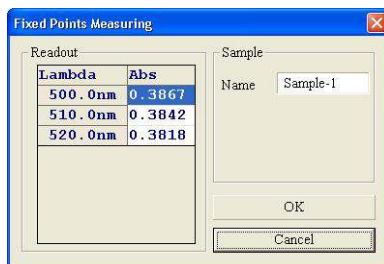 Fixed Points Measuring
Readout
Lambda Abs
500.0nm 0.3867
510.0nm 0.3842
520.0nm 0.3818
Sample
Name Sample-1
OK
Cancel